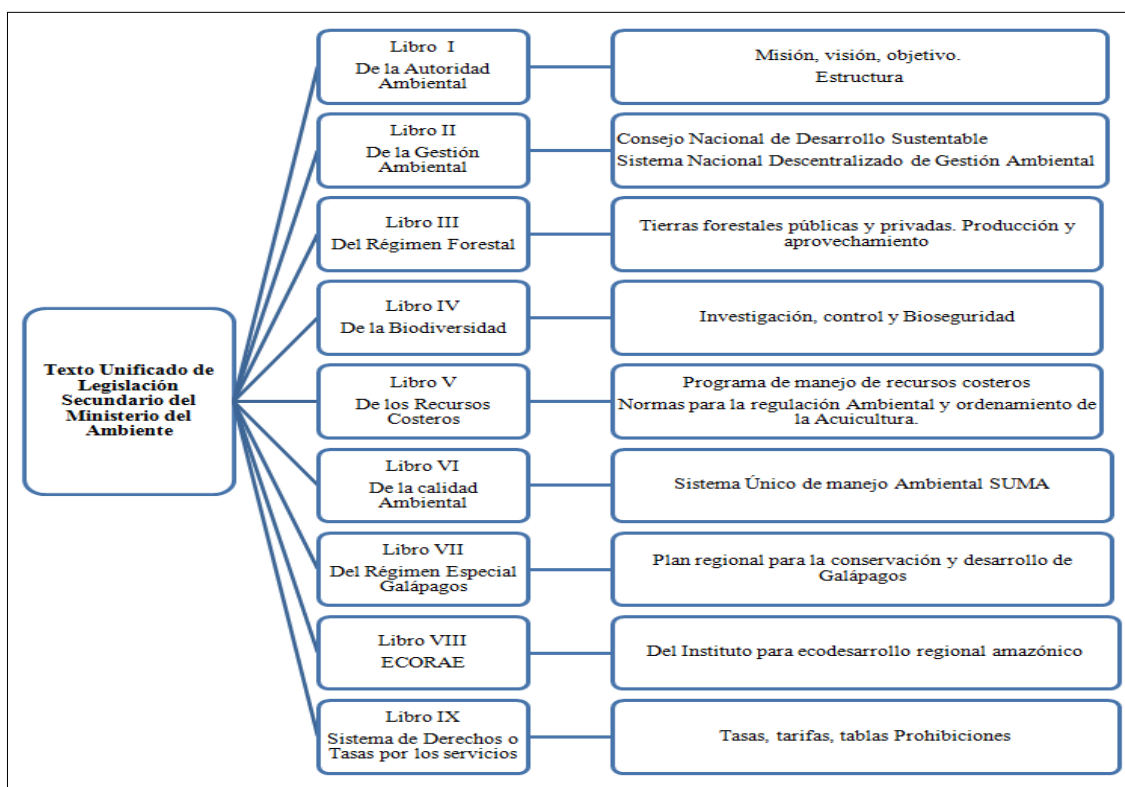 Texto Unificado de
Legislación
Secundario del
Ministerio del
Ambiente
Libro I
De la Autoridad
Ambiental
Misión, visión, objetivo.
Estructura
Libro II
De la Gestión
Ambiental
Consejo Nacional de Desarrollo Sustentable
Sistema Nacional Descentralizado de Gestión Ambiental
Libro III
Del Régimen Forestal
Tierras forestales públicas y privadas. Producción y
aprovechamiento
Libro IV
De la Biodiversidad
Investigación, control y Bioseguridad
Libro V
De los Recursos
Costeros
Programa de manejo de recursos costeros
Normas para la regulación Ambiental y ordenamiento de
la Acuicultura.
Libro VI
De la calidad
Ambiental
Sistema Único de manejo Ambiental SUMA
Libro VII
Del Régimen Especial
Galápagos
Plan regional para la conservación y desarrollo de
Galápagos
Libro VIII
ECORAE
Del Instituto para ecodesarrollo regional amazónico
Libro IX
Sistema de Derechos o
Tasas por los servicios
Tasas, tarifas, tablas Prohibiciones